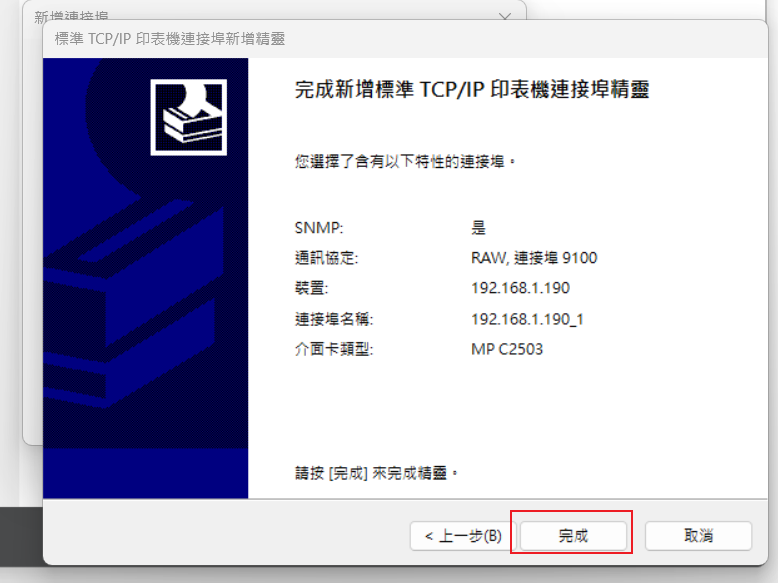 新增連接埠
標準 TCP/IP 印表機連接埠新增精靈
完成新增標準 TCP/IP 印表機連接埠精靈
您選擇了含有以下特性的連接埠。
SNMP: 是
通訊協定: RAW, 連接埠 9100
裝置: 192.168.1.190
連接埠名稱: 192.168.1.190_1
介面卡類型: MP C2503
請按 [完成] 來完成精靈。
< 上一步(B) 完成 取消